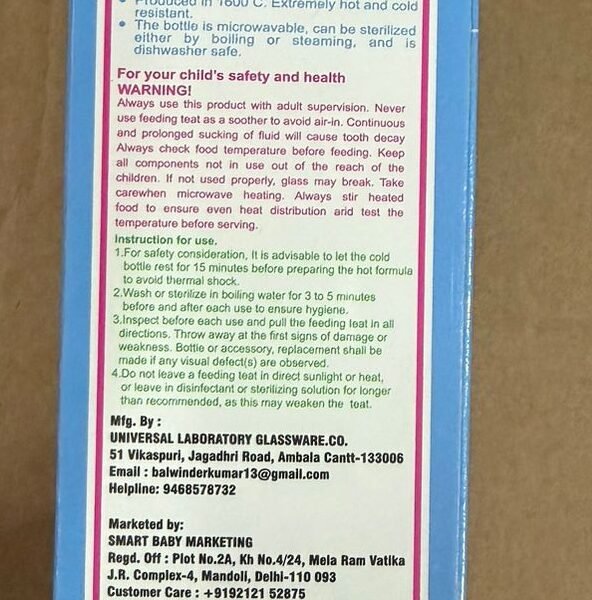 • Produced in 1600°C. Extremely hot and cold
resistant.
• The bottle is microwavable, can be sterilized
either by boiling or steaming, and is
dishwasher safe.
For your child's safety and health
WARNING!
Always use this product with adult supervision. Never
use feeding teat as a soother to avoid air-in. Continuous
and prolonged sucking of fluid will cause tooth decay
Always check food temperature before feeding. Keep
all components not in use out of the reach of the
children. If not used properly, glass may break. Take
carewhen microwave heating. Always stir heated
food to ensure even heat distribution arid test the
temperature before serving.
Instruction for use.
1.For safety consideration, It is advisable to let the cold
bottle rest for 15 minutes before preparing the hot formula
to avoid thermal shock.
2.Wash or sterilize in boiling water for 3 to 5 minutes
before and after each use to ensure hygiene.
3.Inspect before each use and pull the feeding teat in all
directions. Throw away at the first signs of damage or
weakness. Bottle or accessory, replacement shall be
made if any visual defect(s) are observed.
4.Do not leave a feeding teat in direct sunlight or heat,
or leave in disinfectant or sterilizing solution for longer
than recommended, as this may weaken the teat.
Mfg. By :
UNIVERSAL LABORATORY GLASSWARE.CO.
51 Vikaspuri, Jagadhri Road, Ambala Cantt-133006
Email : balwinderkumar13@gmail.com
Helpline: 9468578732
Marketed by:
SMART BABY MARKETING
Regd. Off : Plot No.2A, Kh No.4/24, Mela Ram Vatika
J.R. Complex-4, Mandoli, Delhi-110 093
Customer Care : +9192121 52875